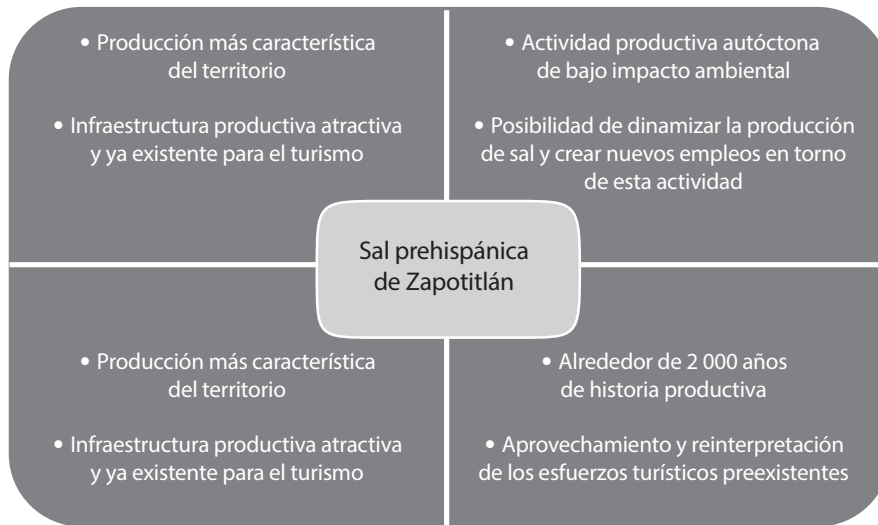 • Producción más característica
del territorio
• Infraestructura productiva atractiva
y ya existente para el turismo
• Actividad productiva autóctona
de bajo impacto ambiental
• Posibilidad de dinamizar la producción
de sal y crear nuevos empleos en torno
de esta actividad
Sal prehispánica
de Zapotitlán
• Producción más característica
del territorio
• Infraestructura productiva atractiva
y ya existente para el turismo
• Alrededor de 2 000 años
de historia productiva
• Aprovechamiento y reinterpretación
de los esfuerzos turísticos preexistentes